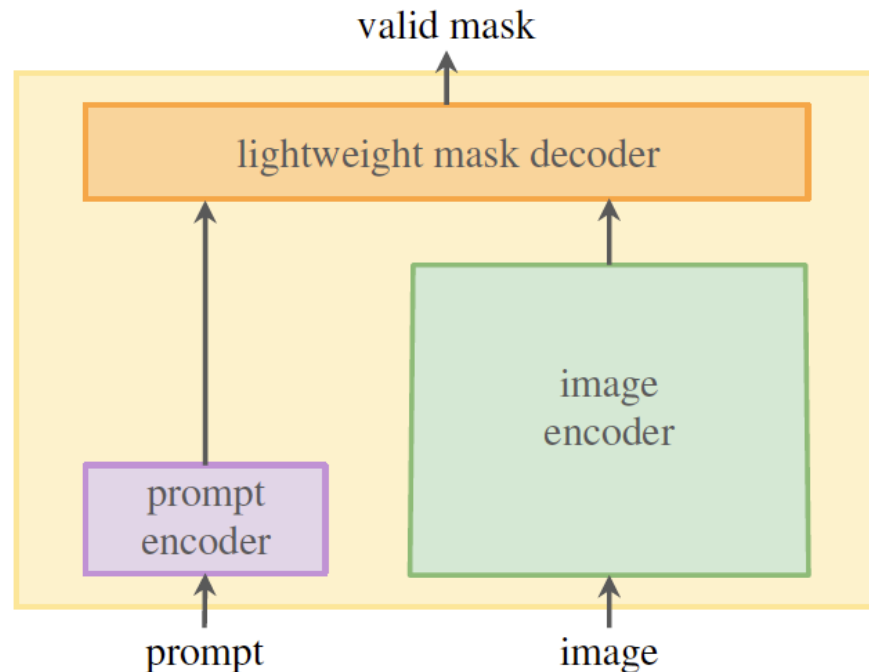 valid mask
lightweight mask decoder
image
encoder
prompt
encoder
prompt
image